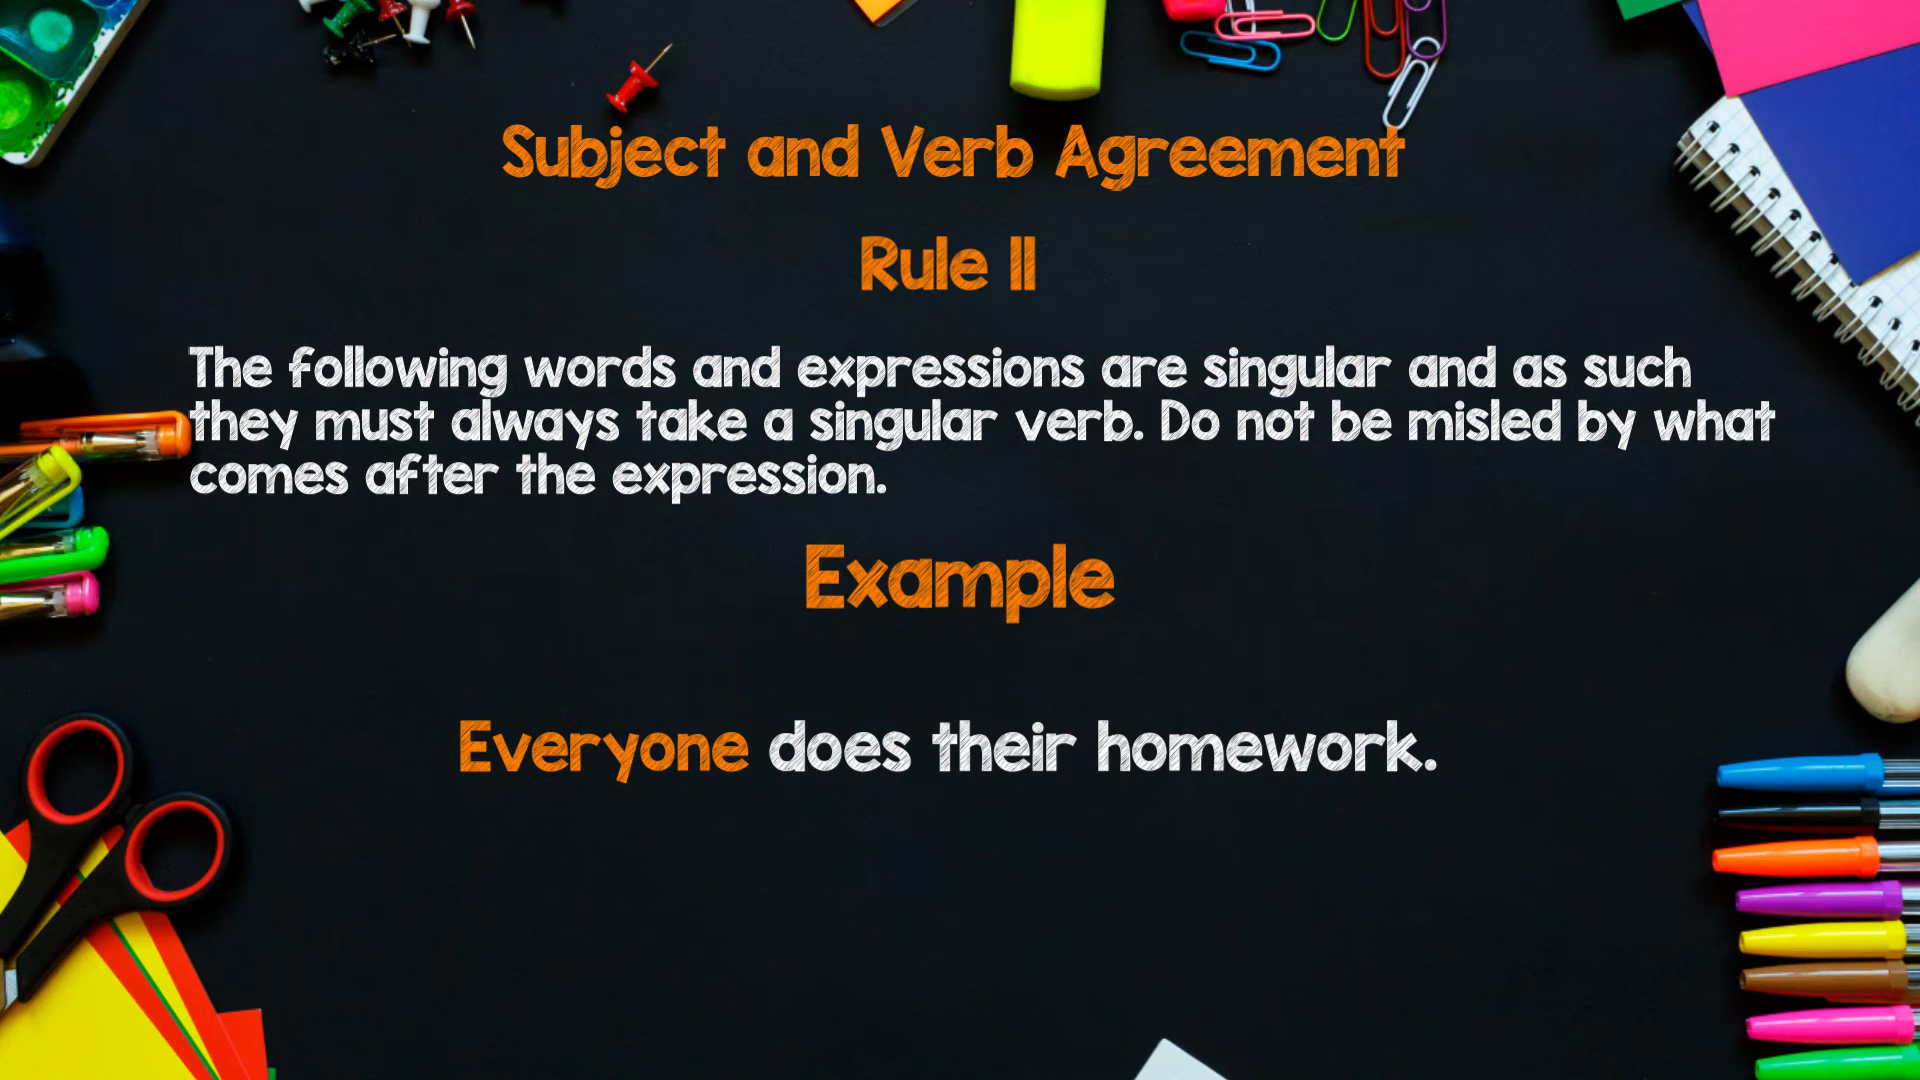 Subject and Verb Agreement
Rule II
The following words and expressions are singular and as such
they must always take a singular verb. Do not be misled by what
comes after the expression.
Example
Everyone does their homework.